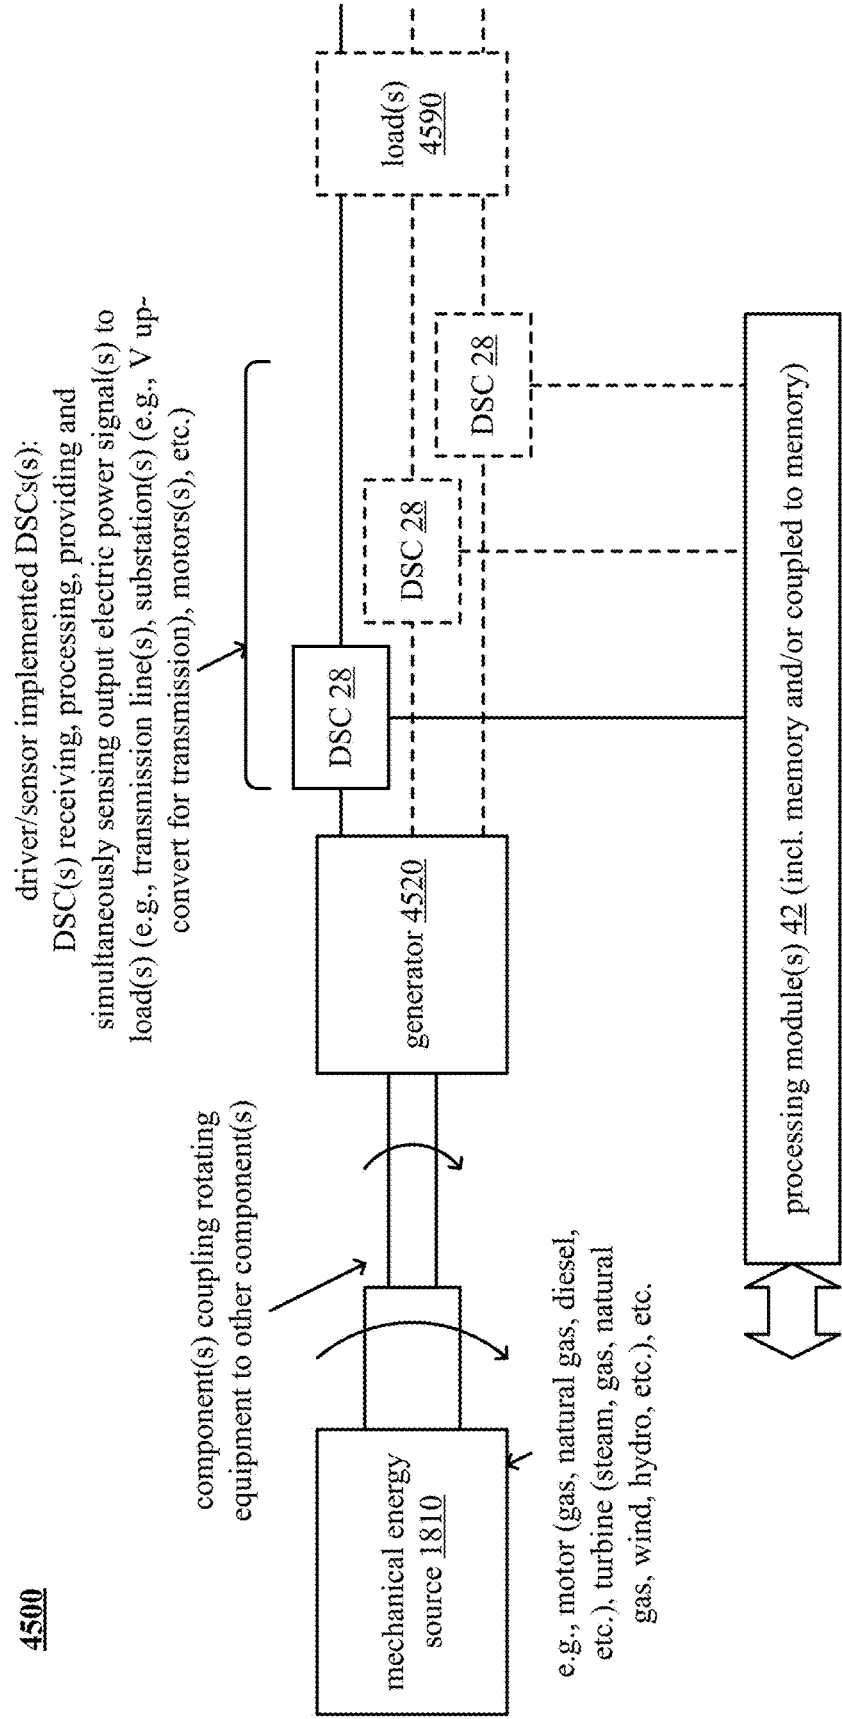 4500
driver/sensor implemented DSCs(s):
DSC(s) receiving, processing, providing and
simultaneously sensing output electric power signal(s) to
load(s) (e.g., transmission line(s), substation(s) (e.g., V up-
convert for transmission), motors(s), etc.)
component(s) coupling rotating
equipment to other component(s)
mechanical energy
source 1810
generator 4520
DSC 28
DSC 28
DSC 28
load(s)
4590
e.g., motor (gas, natural gas, diesel,
etc.), turbine (steam, gas, natural
gas, wind, hydro, etc.), etc.
processing module(s) 42 (incl. memory and/or coupled to memory)